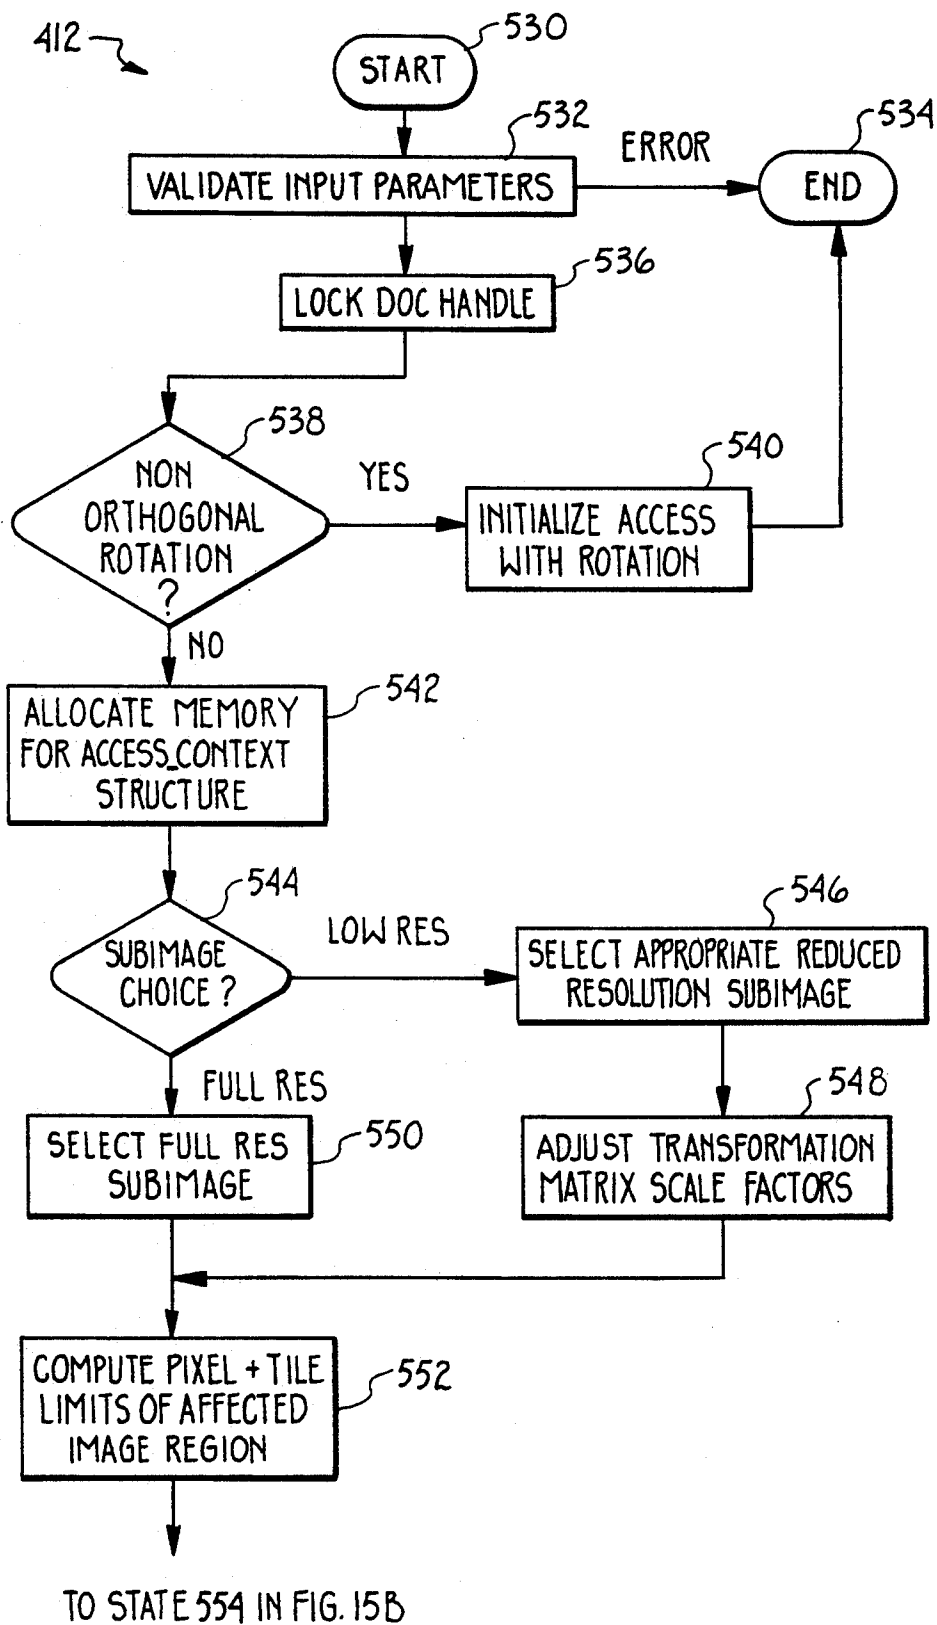 412
530
START
532
ERROR
534
VALIDATE INPUT PARAMETERS
END
536
LOCK DOC HANDLE
538
NON
ORTHOGONAL
ROTATION
?
YES
540
INITIALIZE ACCESS
WITH ROTATION
NO
542
ALLOCATE MEMORY
FOR ACCESS_CONTEXT
STRUCTURE
544
SUBIMAGE
CHOICE ?
LOW RES
546
SELECT APPROPRIATE REDUCED
RESOLUTION SUBIMAGE
FULL RES
548
550
SELECT FULL RES
SUBIMAGE
ADJUST TRANSFORMATION
MATRIX SCALE FACTORS
552
COMPUTE PIXEL + TILE
LIMITS OF AFFECTED
IMAGE REGION
TO STATE 554 IN FIG. 15B